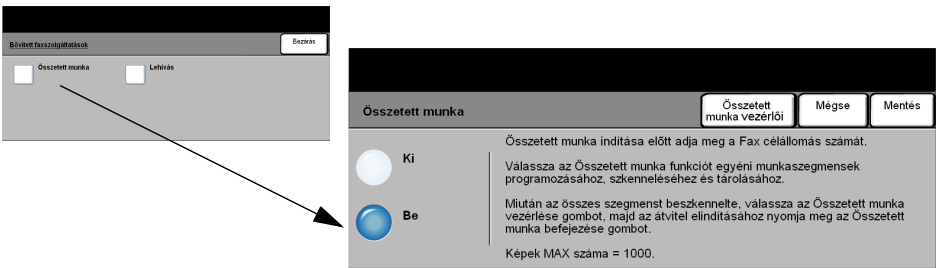 Bővített faxszolgáltatások
Bezárás
Összetett munka
Lehívás
Összetett munka
Összetett
munka vezérlői
Mégse
Mentés
Ki
Be
Összetett munka indítása előtt adja meg a Fax célállomás számát.
Válassza az Összetett munka funkciót egyéni munkaszegmensek
programozásához, szkenneléséhez és tárolásához.
Miután az összes szegmenst beszkennelte, válassza az Összetett munka
vezérlése gombot, majd az átvitel elindításához nyomja meg az Összetett
munka befejezése gombot.
Képek MAX száma = 1000.